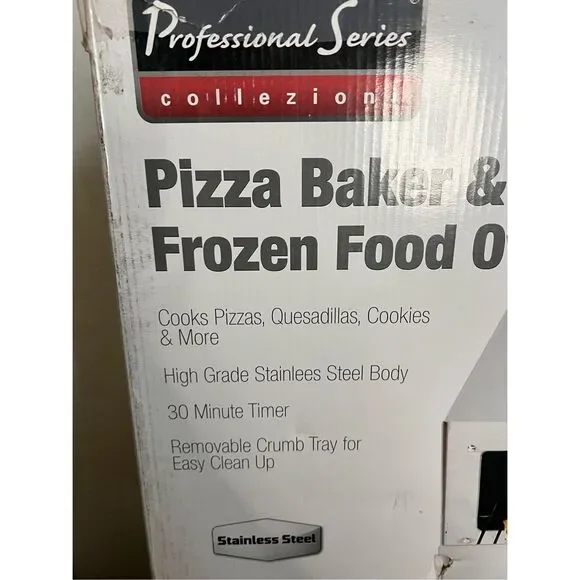 Professional Series
collezion
Pizza Baker &
Frozen Food O
Cooks Pizzas, Quesadillas, Cookies
& More
High Grade Stainlees Steel Body
30 Minute Timer
Removable Crumb Tray for
Easy Clean Up
Stainless Steel